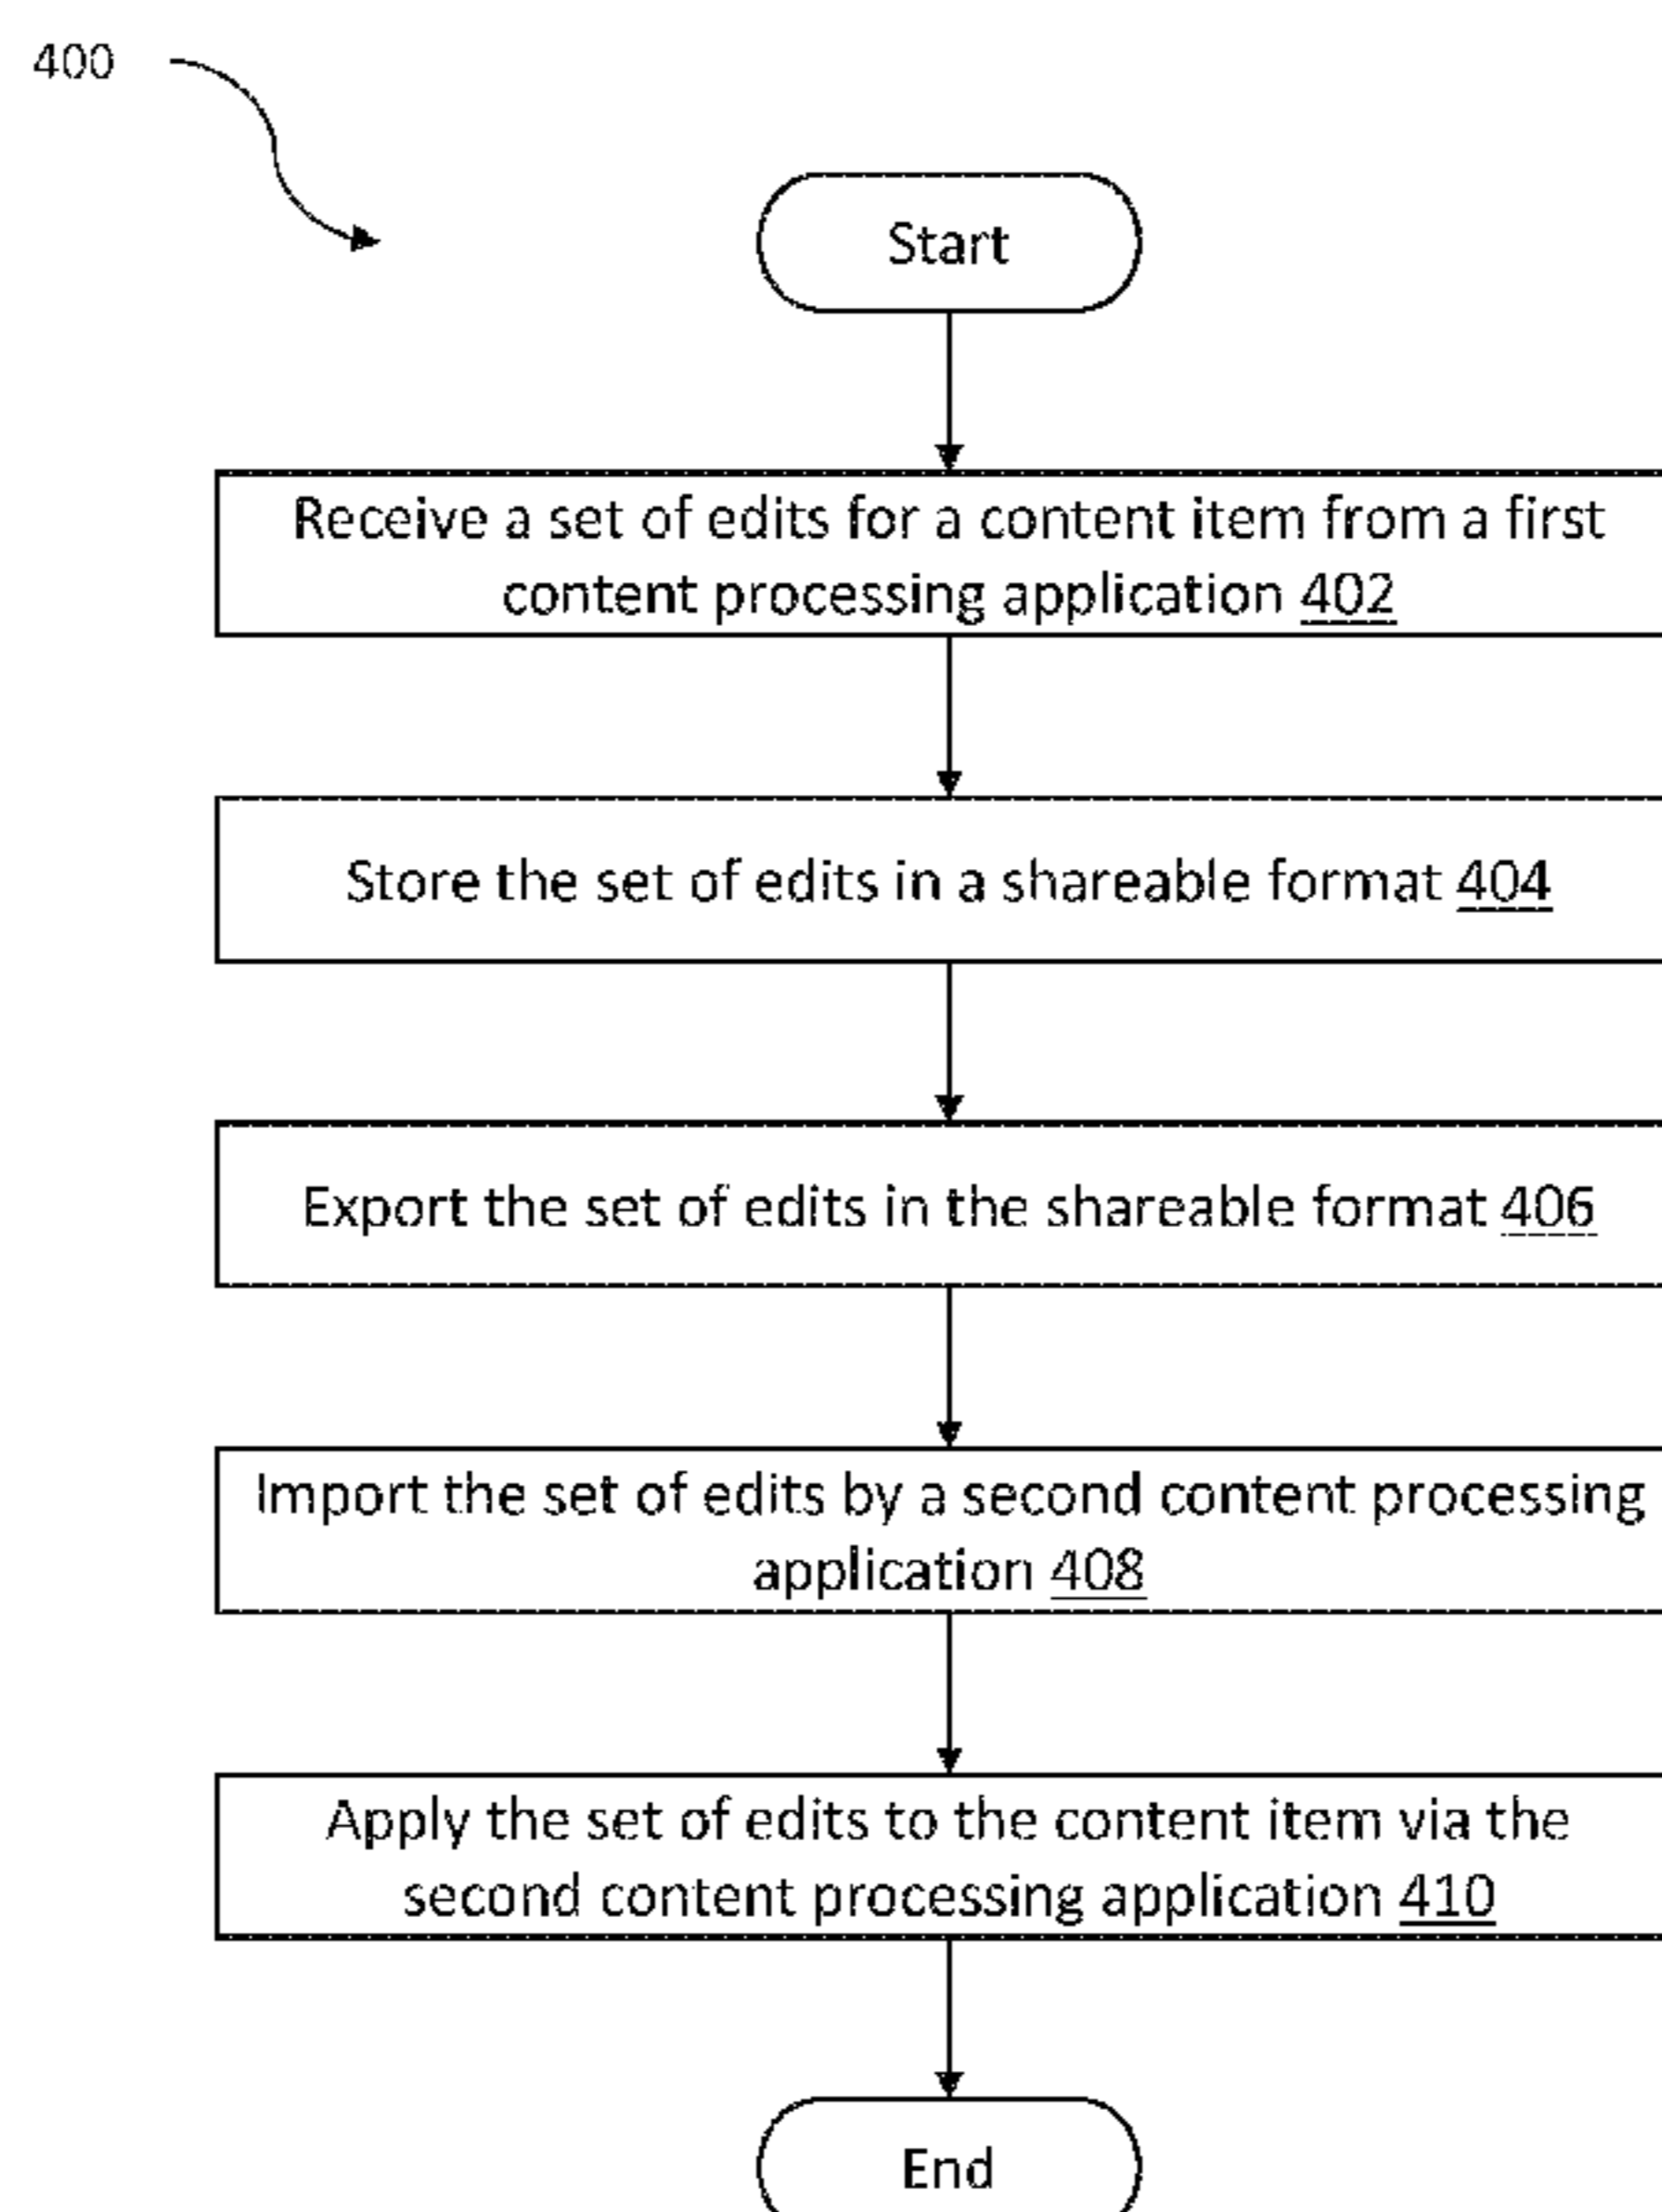 400
Start
Receive a set of edits for a content item from a first
content processing application 402
Store the set of edits in a shareable format 404
Export the set of edits in the shareable format 406
Import the set of edits by a second content processing
application 408
Apply the set of edits to the content item via the
second content processing application 410
End